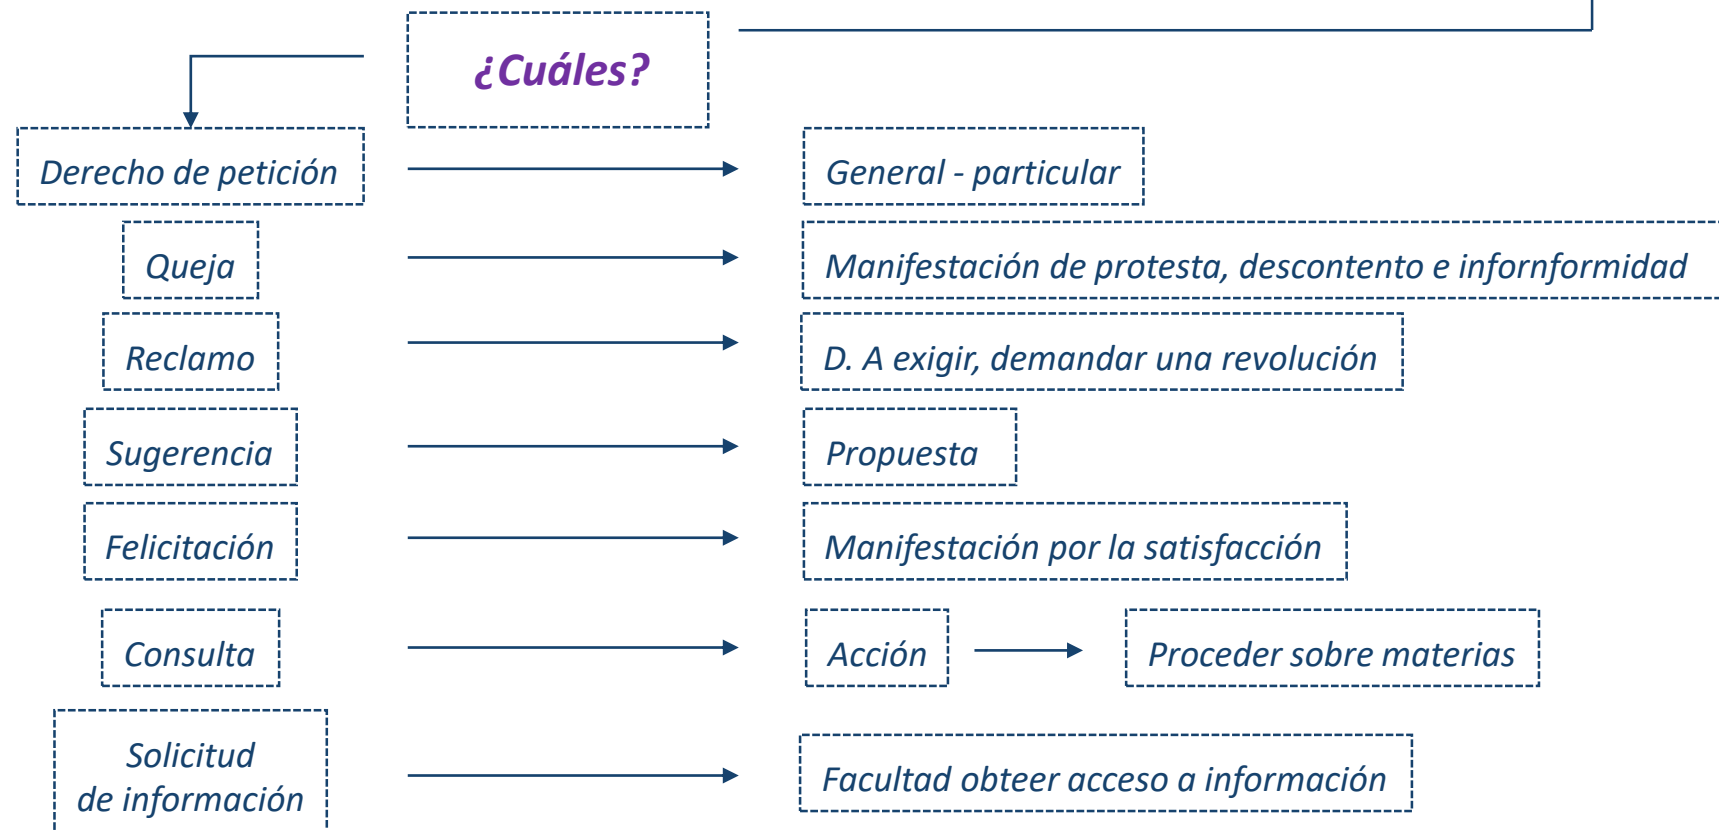 ¿Cuáles?
Derecho de petición
General - particular
Queja
Manifestación de protesta, descontento e infornformidad
Reclamo
D. A exigir, demandar una revolución
Sugerencia
Propuesta
Felicitación
Manifestación por la satisfacción
Consulta
Acción
Proceder sobre materias
Solicitud
de información
Facultad obteer acceso a información